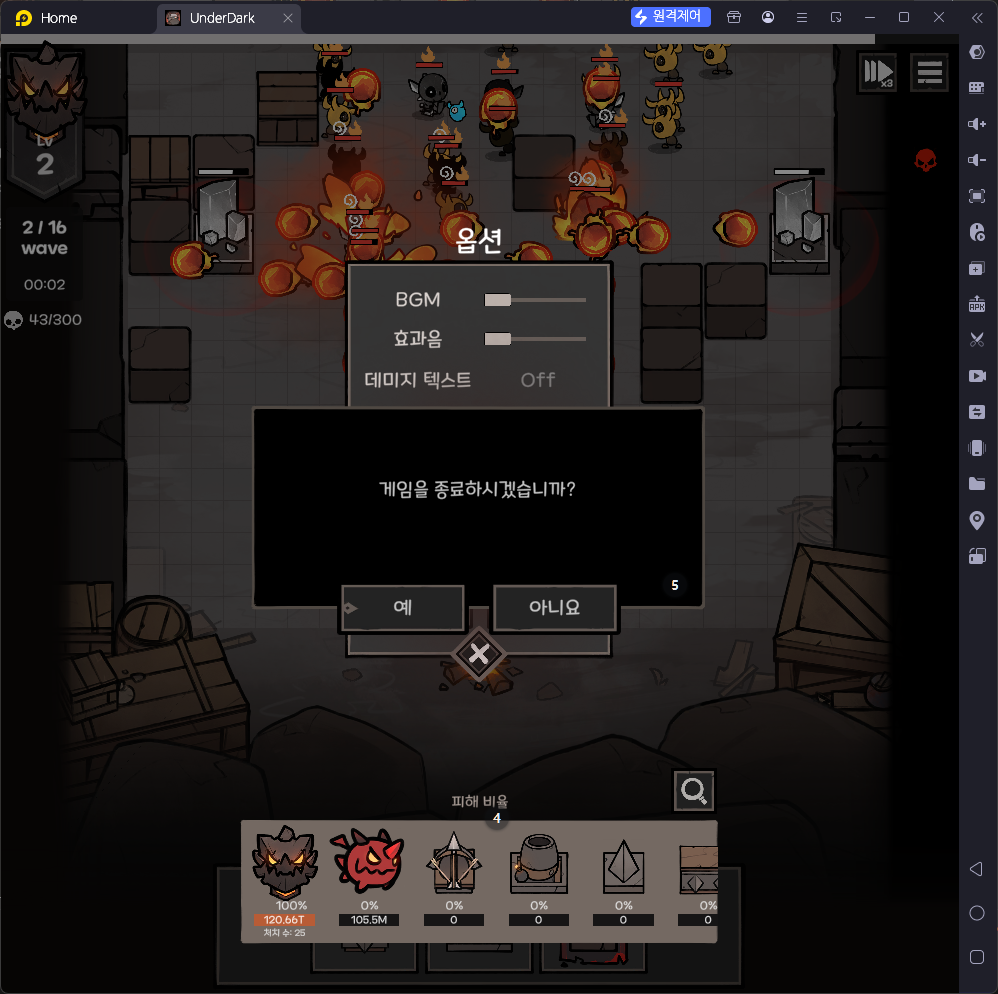 Home
UnderDark
원격제어
x3
LV
2
2 / 16
wave
00:02
43/300
옵션
BGM
효과음
데미지 텍스트 Off
게임을 종료하시겠습니까?
5
예 아니요
피해 비율
4
100% 0% 0% 0% 0% 0%
120.66T 105.5M 0 0 0 0
처치 수: 25
APK